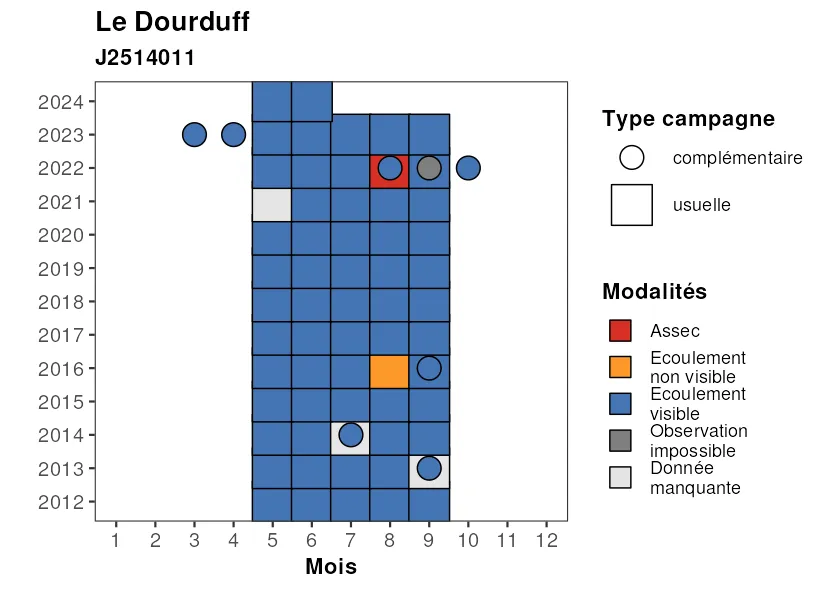 Le Dourduff
J2514011
2024
2023
2022
2021
2020
2019
2018
2017
2016
2015
2014
2013
2012
1 2 3 4 5 6 7 8 9 10 11 12
Mois
Type campagne
complémentaire
usuelle
Modalités
Assec
Ecoulement
non visible
Ecoulement
visible
Observation
impossible
Donnée
manquante